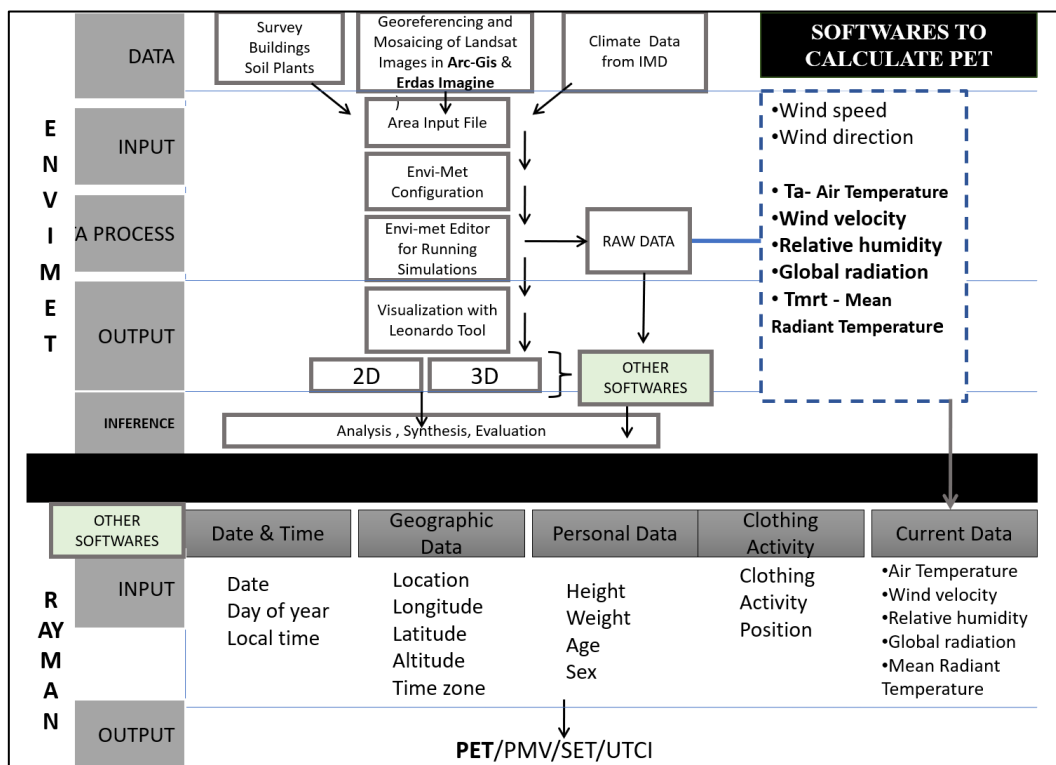 DATA
Survey
Buildings
Soil Plants
Georeferencing and
Mosaicing of Landsat
Images in Arc-Gis &
Erdas Imagine
)
Climate Data
from IMD
SOFTWARES TO
CALCULATE PET
E
N
V
I
M
E
T
INPUT
Area Input File
Envi-Met
Configuration
TA PROCESS
Envi-met Editor
for Running
Simulations
RAW DATA
•Wind speed
•Wind direction
• Ta- Air Temperature
•Wind velocity
•Relative humidity
•Global radiation
• Tmrt - Mean
Radiant Temperature
OUTPUT
Visualization with
Leonardo Tool
2D
3D
OTHER
SOFTWARES
INFERENCE
Analysis , Synthesis, Evaluation
OTHER
SOFTWARES
Date & Time
Geographic
Data
Personal Data
Clothing
Activity
Current Data
R
AY
M
A
N
INPUT
Date
Day of year
Local time
Location
Longitude
Latitude
Altitude
Time zone
Height
Weight
Age
Sex
Clothing
Activity
Position
•Air Temperature
•Wind velocity
•Relative humidity
•Global radiation
•Mean Radiant
Temperature
OUTPUT
PET/PMV/SET/UTCI